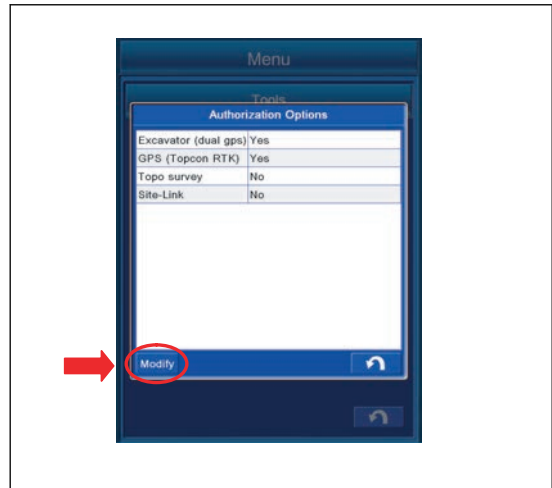 Menu
Tools
Authorization Options
Excavator (dual gps) Yes
GPS (Topcon RTK) Yes
Topo survey No
Site-Link No
Modify